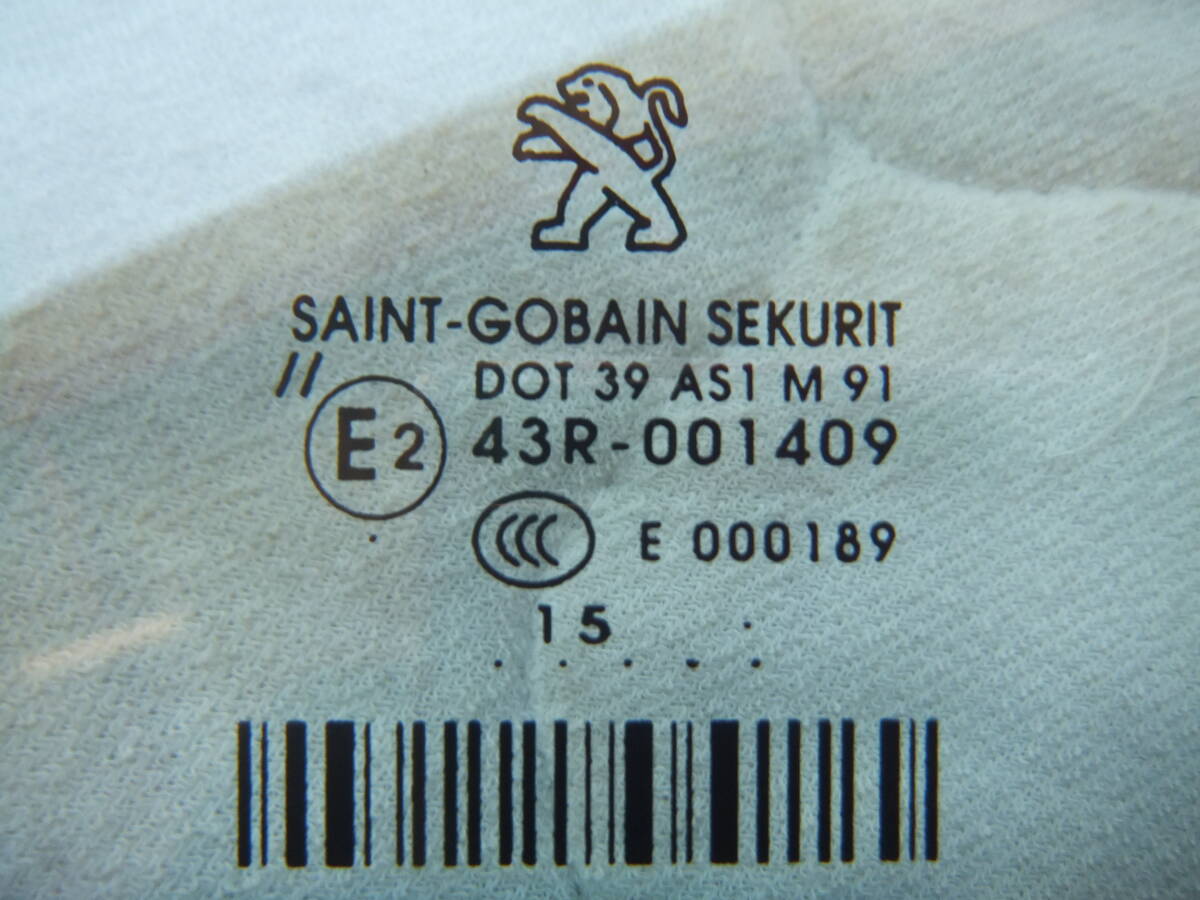 SAINT-GOBAIN SEKURIT
// DOT 39 AS1 M 91
E2 43R-001409
CCC E 000189
15